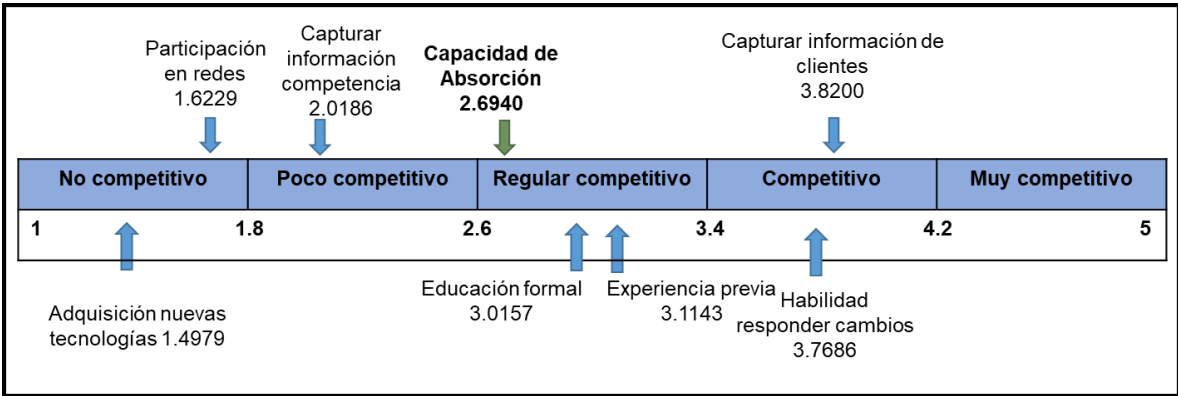 Participación
en redes
1.6229
Capturar
información
competencia
2.0186
Capacidad de
Absorción
2.6940
Capturar información de
clientes
3.8200
No competitivo
Poco competitivo
Regular competitivo
Competitivo
Muy competitivo
1
1.8
2.6
3.4
4.2
5
Adquisición nuevas
tecnologías 1.4979
Educación formal
3.0157
Experiencia previa
3.1143
Habilidad
responder cambios
3.7686